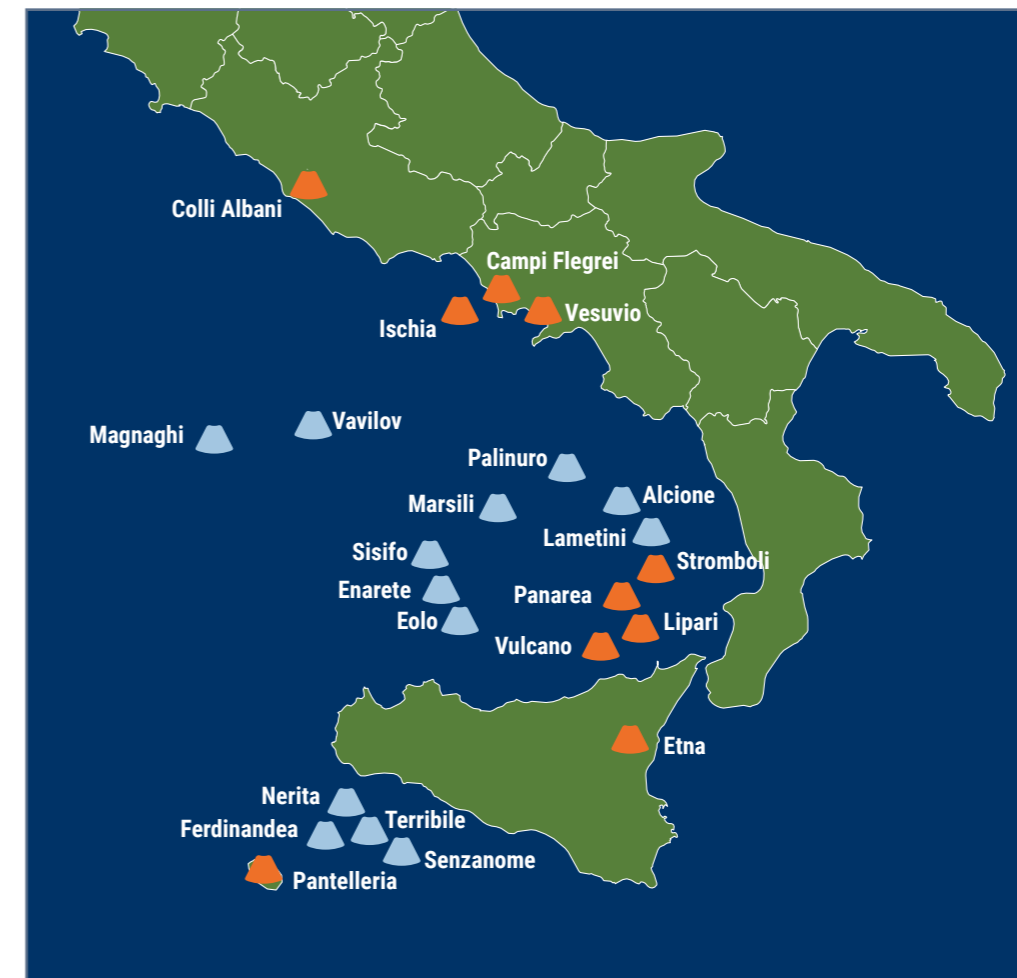 Colli Albani
Campi Flegrei
Vesuvio
Ischia
Vavilov
Magnaghi
Palinuro
Alcione
Marsili
Lametini
Sisifo
Stromboli
Enarete
Panarea
Eolo
Lipari
Vulcano
Etna
Nerita
Terribile
Ferdinandea
Senzanome
Pantelleria